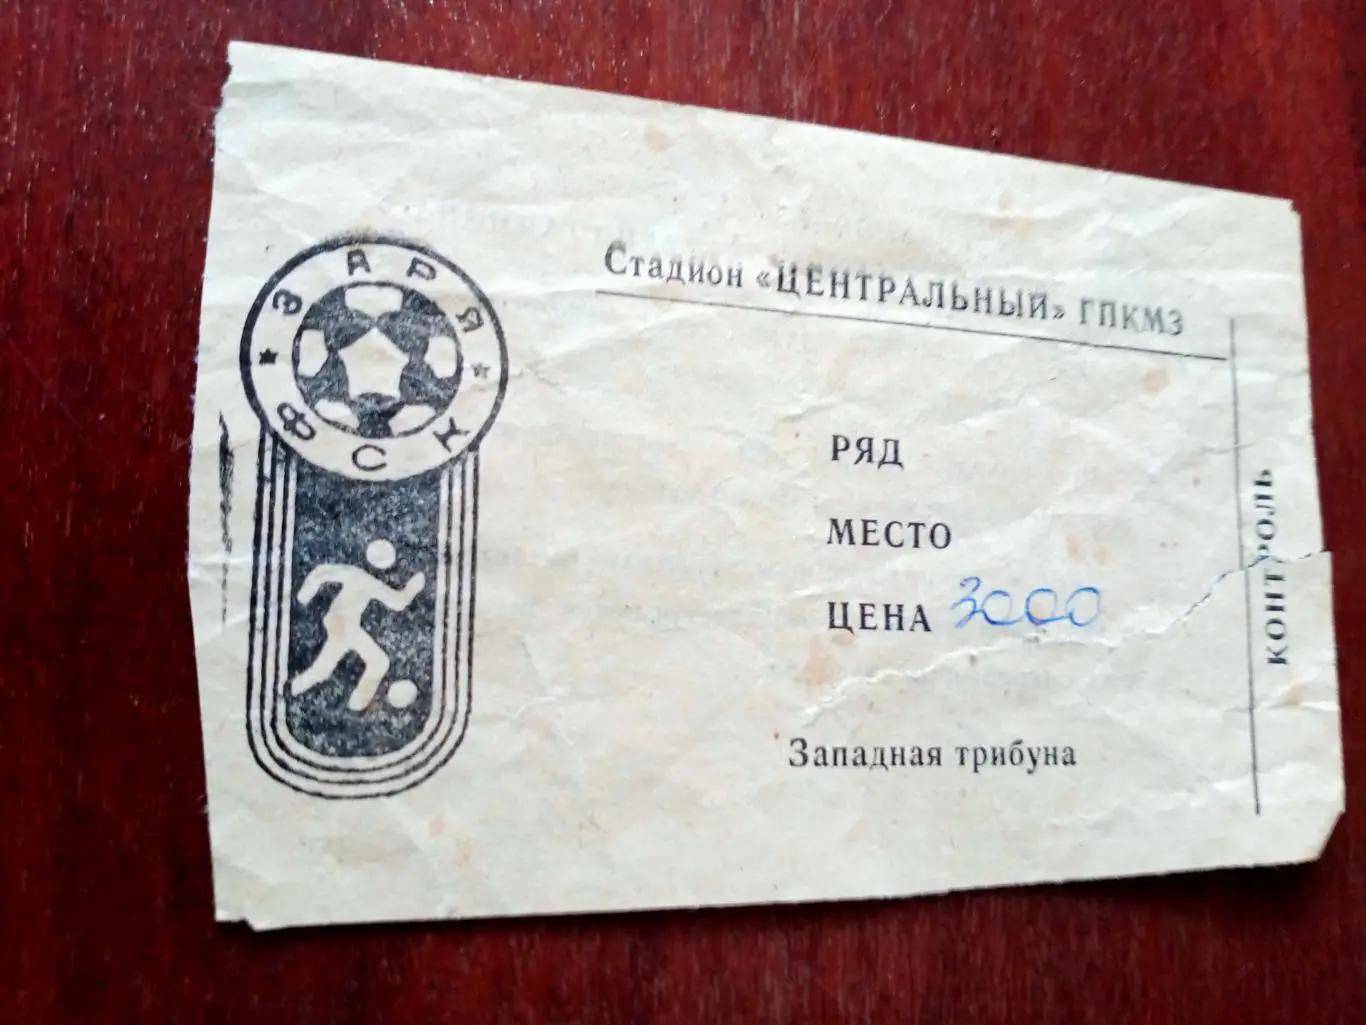 ЗАРЯ
ФСК
Стадион «ЦЕНТРАЛЬНЫЙ» ГПКМЗ
РЯД
МЕСТО
ЦЕНА 3000
Западная трибуна
КОНТРОЛЬ